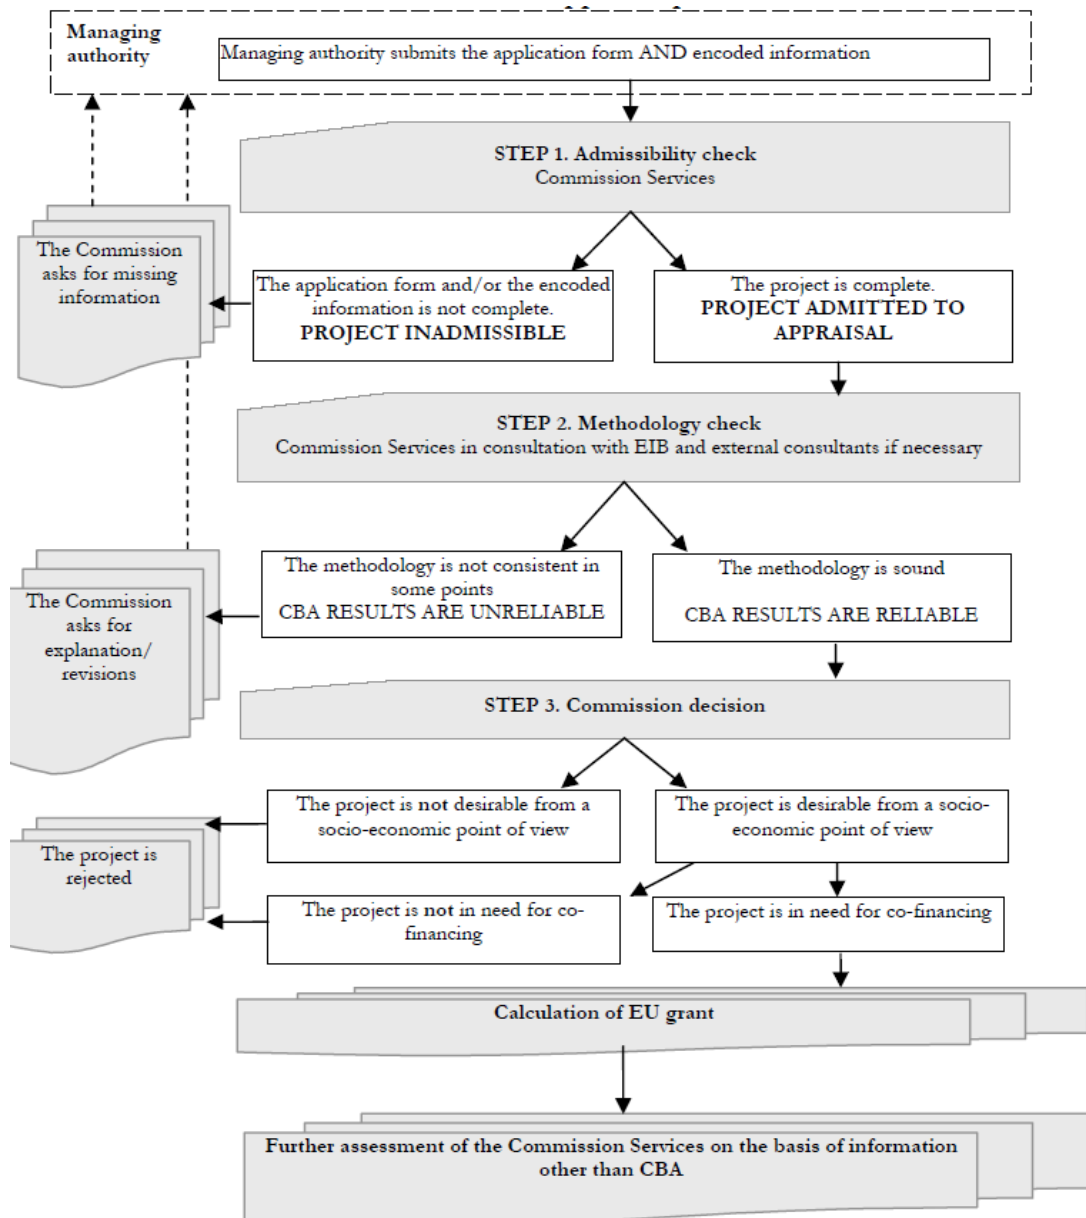 Managing
authority
Managing authority submits the application form AND encoded information
STEP 1. Admissibility check
Commission Services
The Commission
asks for missing
information
The application form and/or the encoded
information is not complete.
PROJECT INADMISSIBLE
The project is complete.
PROJECT ADMITTED TO
APPRAISAL
STEP 2. Methodology check
Commission Services in consultation with EIB and external consultants if necessary
The Commission
asks for
explanation/
revisions
The methodology is not consistent in
some points
CBA RESULTS ARE UNRELIABLE
The methodology is sound
CBA RESULTS ARE RELIABLE
STEP 3. Commission decision
The project is not desirable from a
socio-economic point of view
The project is desirable from a socio-
economic point of view
The project is
rejected
The project is not in need for co-
financing
The project is in need for co-financing
Calculation of EU grant
Further assessment of the Commission Services on the basis of information
other than CBA